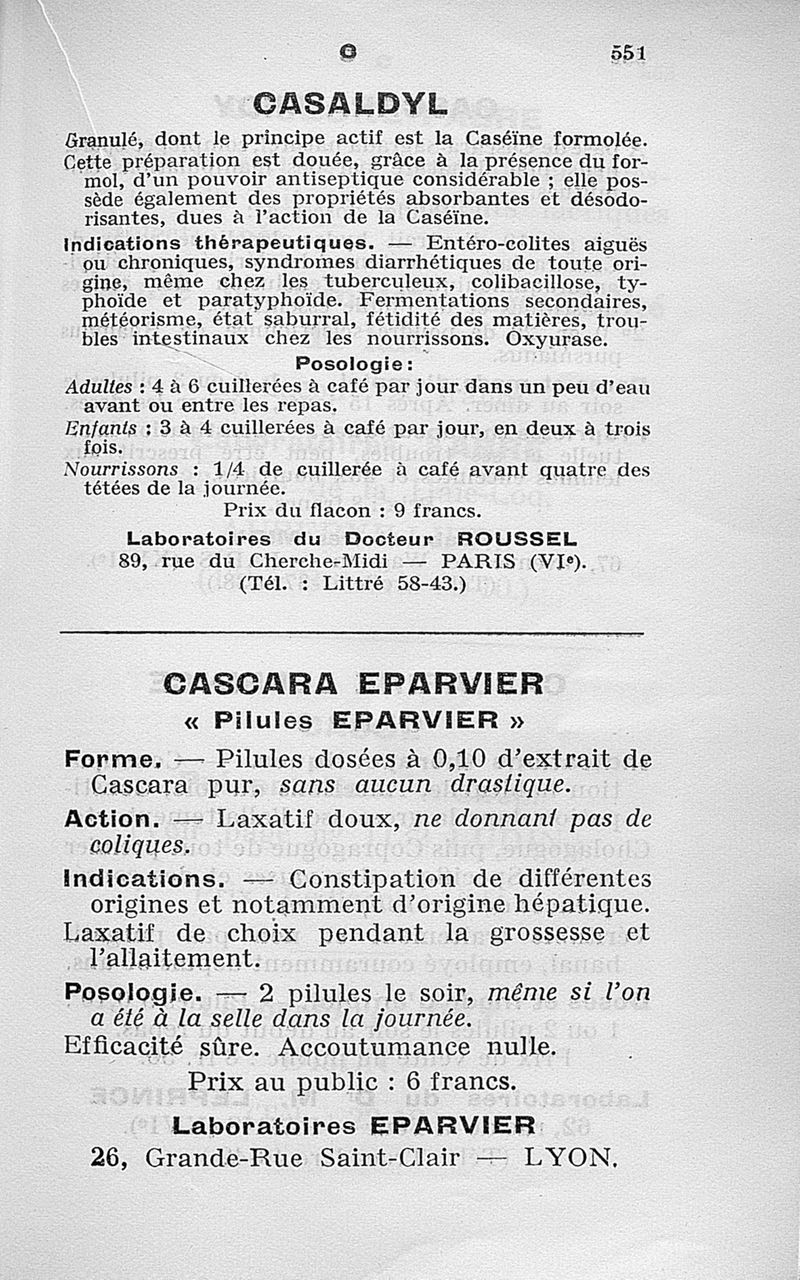 C 551
CASALDYL
Granulé, dont le principe actif est la Caséïne formolée.
Cette préparation est douée, grâce à la présence du for-
mol, d'un pouvoir antiseptique considérable ; elle pos-
sède également des propriétés absorbantes et désodo-
risantes, dues à l'action de la Caséïne.
Indications thérapeutiques. — Entéro-colites aiguës
ou chroniques, syndromes diarrhétiques de toute ori-
gine, même chez les tuberculeux, colibacillose, ty-
phoïde et paratyphoïde. Fermentations secondaires,
météorisme, état saburral, fétidité des matières, trou-
bles intestinaux chez les nourrissons. Oxyurase.
Posologie :
Adultes : 4 à 6 cuillerées à café par jour dans un peu d'eau
avant ou entre les repas.
Enfants : 3 à 4 cuillerées à café par jour, en deux à trois
fois.
Nourrissons : 1/4 de cuillerée à café avant quatre des
tétées de la journée.
Prix du flacon : 9 francs.
Laboratoires du Docteur ROUSSEL
89, rue du Cherche-Midi — PARIS (VIe).
(Tél. : Littré 58-43.)
CASCARA EPARVIER
« Pilules EPARVIER »
Forme. — Pilules dosées à 0,10 d'extrait de
Cascara pur, sans aucun drastique.
Action. — Laxatif doux, ne donnant pas de
coliques.
Indications. — Constipation de différentes
origines et notamment d'origine hépatique.
Laxatif de choix pendant la grossesse et
l'allaitement.
Posologie. — 2 pilules le soir, même si l'on
a été à la selle dans la journée.
Efficacité sûre. Accoutumance nulle.
Prix au public : 6 francs.
Laboratoires EPARVIER
26, Grande-Rue Saint-Clair — LYON.